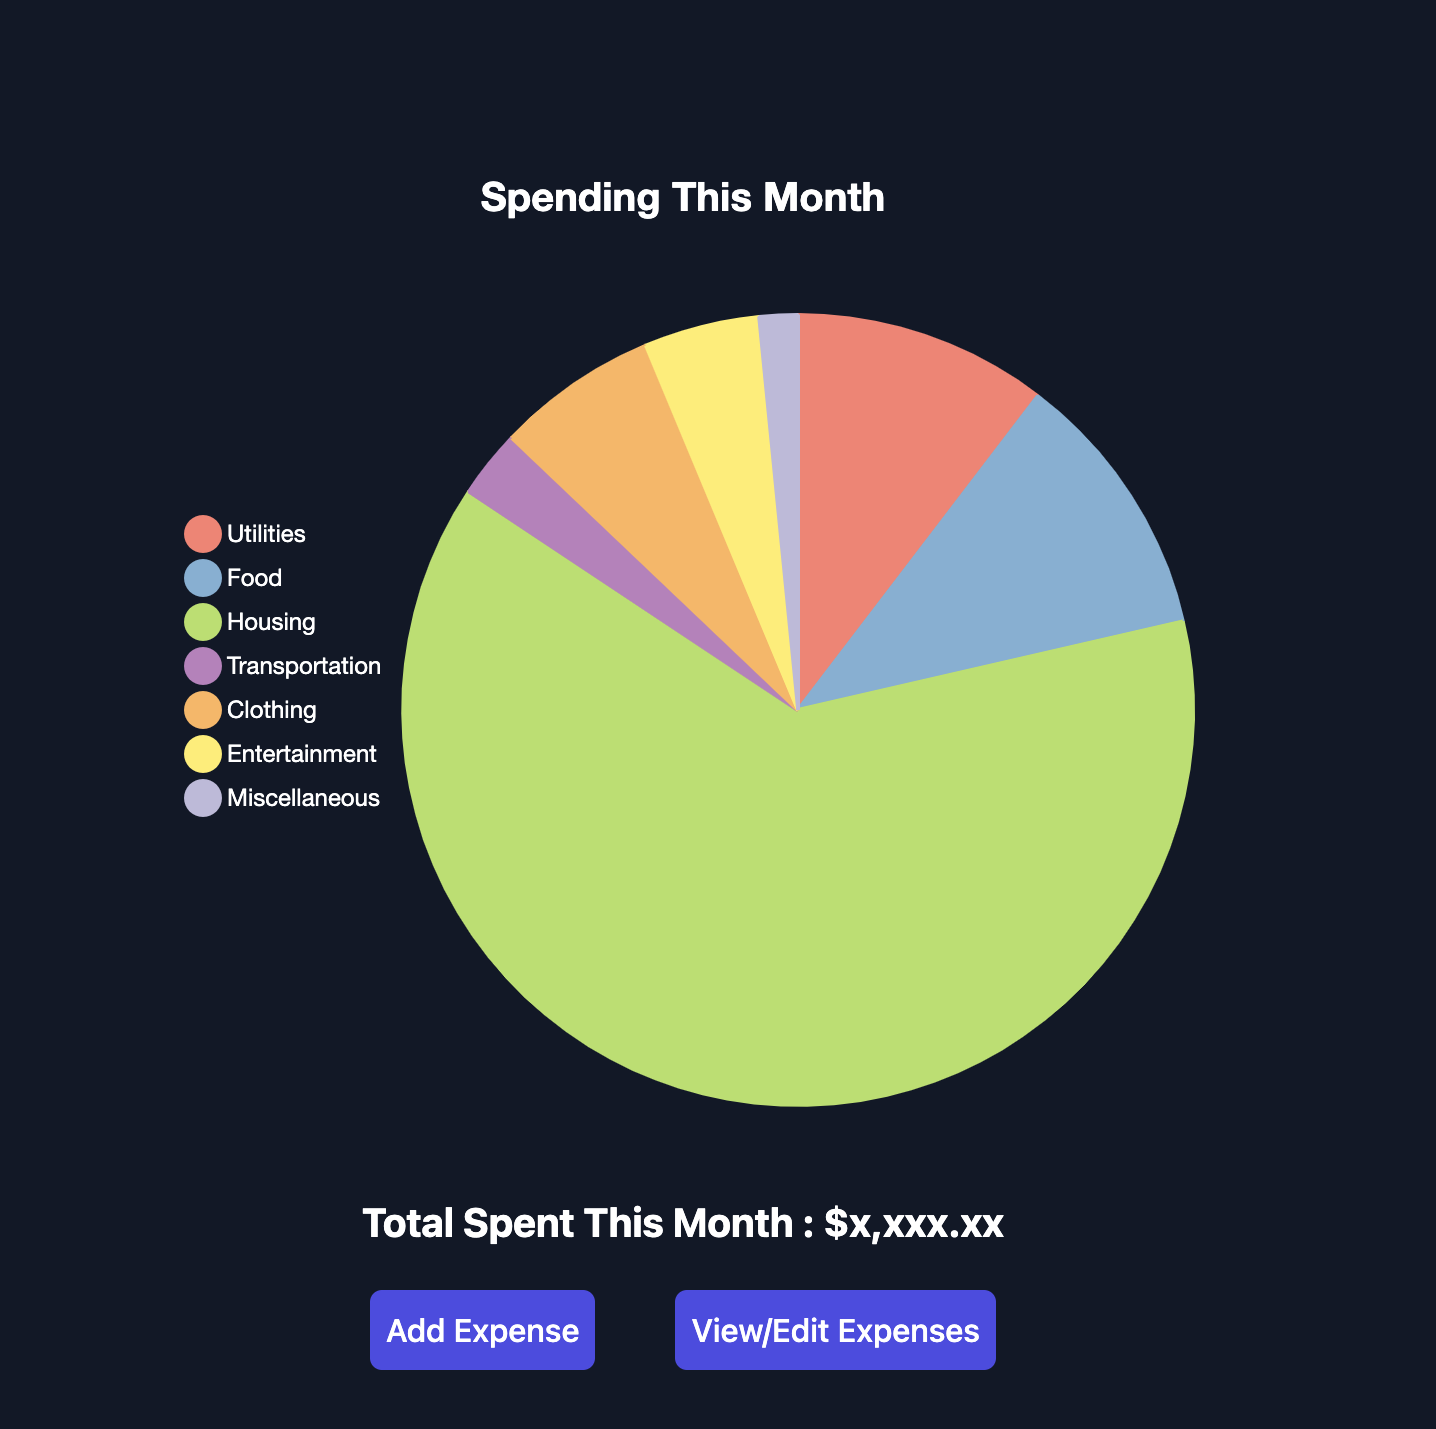 Spending This Month
Utilities
Food
Housing
Transportation
Clothing
Entertainment
Miscellaneous
Total Spent This Month : $x,xxx.xx
Add Expense
View/Edit Expenses